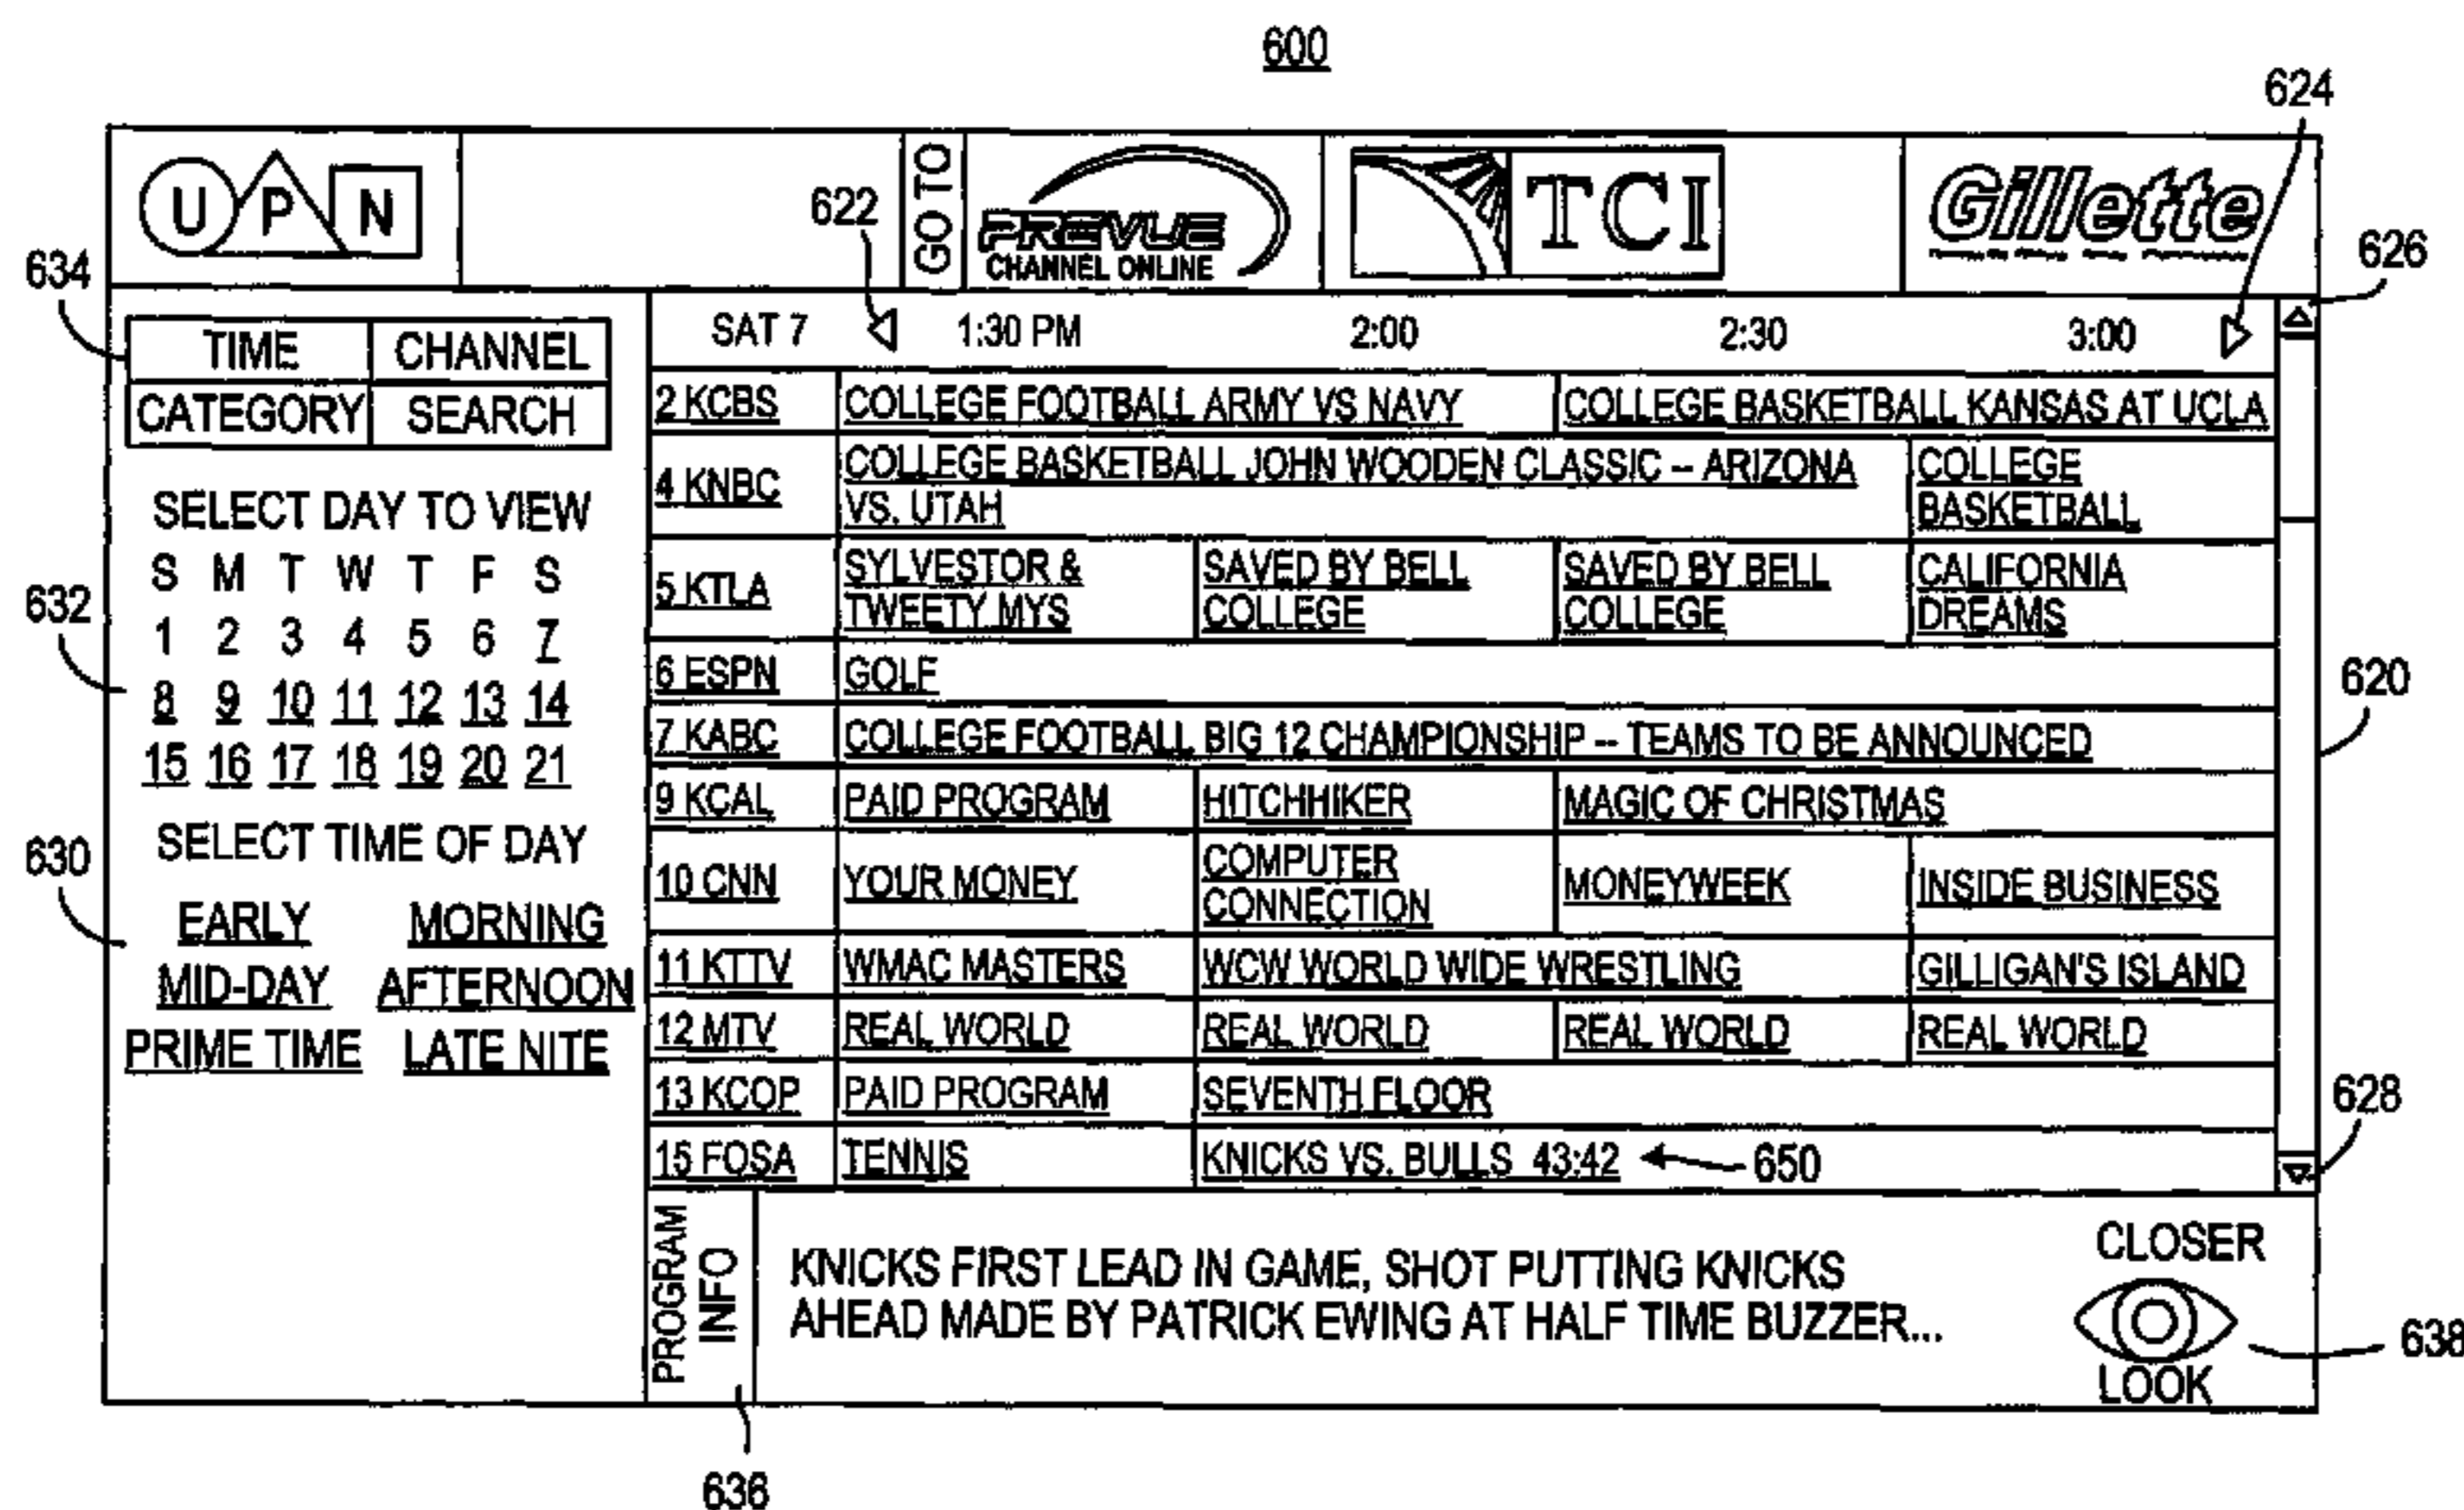 600
624
U P N
GO TO
PREVUE
CHANNEL ONLINE
TCI
Gillette
622
626
634
TIME CHANNEL
CATEGORY SEARCH
SELECT DAY TO VIEW
S M T W T F S
1 2 3 4 5 6 7
8 9 10 11 12 13 14
15 16 17 18 19 20 21
632
SELECT TIME OF DAY
630
EARLY MORNING
MID-DAY AFTERNOON
PRIME TIME LATE NITE
SAT 7 1:30 PM 2:00 2:30 3:00
2 KCBS COLLEGE FOOTBALL ARMY VS NAVY COLLEGE BASKETBALL KANSAS AT UCLA
4 KNBC COLLEGE BASKETBALL JOHN WOODEN CLASSIC -- ARIZONA
VS. UTAH
COLLEGE
BASKETBALL
5 KTLA
SYLVESTOR &
TWEETY MYS
SAVED BY BELL
COLLEGE
SAVED BY BELL
COLLEGE
CALIFORNIA
DREAMS
6 ESPN GOLF
620
7 KABC COLLEGE FOOTBALL BIG 12 CHAMPIONSHIP -- TEAMS TO BE ANNOUNCED
9 KCAL PAID PROGRAM HITCHHIKER MAGIC OF CHRISTMAS
10 CNN YOUR MONEY
COMPUTER
CONNECTION
MONEYWEEK INSIDE BUSINESS
11 KTTV WMAC MASTERS WCW WORLD WIDE WRESTLING GILLIGAN'S ISLAND
12 MTV REAL WORLD REAL WORLD REAL WORLD REAL WORLD
13 KCOP PAID PROGRAM SEVENTH FLOOR
628
15 FOSA TENNIS KNICKS VS. BULLS 43:42 650
PROGRAM
INFO
KNICKS FIRST LEAD IN GAME, SHOT PUTTING KNICKS
AHEAD MADE BY PATRICK EWING AT HALF TIME BUZZER...
CLOSER
LOOK
638
636